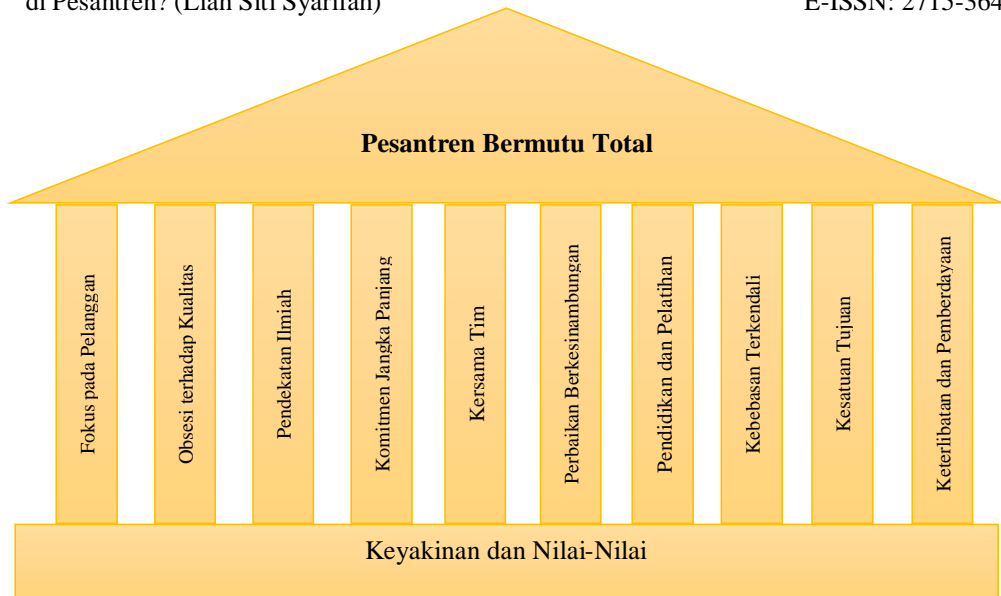 di Pesantren? (Lian Siti Syarifah)
E-ISSN: 2715-364
Pesantren Bermutu Total
Fokus pada Pelanggan
Obsesi terhadap Kualitas
Pendekatan Ilmiah
Komitmen Jangka Panjang
Kersama Tim
Perbaikan Berkesinambungan
Pendidikan dan Pelatihan
Kebebasan Terkendali
Kesatuan Tujuan
Keterlibatan dan Pemberdayaan
Keyakinan dan Nilai-Nilai